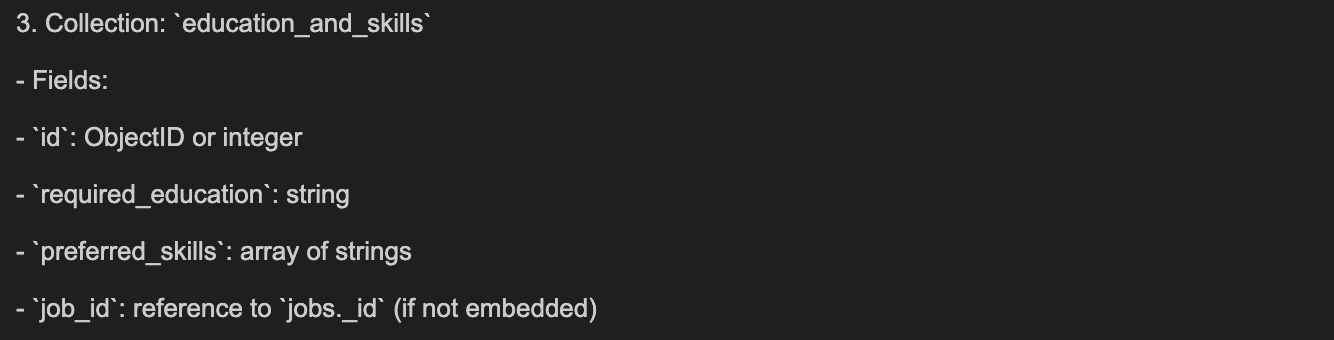 3. Collection: `education_and_skills`
- Fields:
- `id`: ObjectID or integer
- `required_education`: string
- `preferred_skills`: array of strings
- `job_id`: reference to `jobs._id` (if not embedded)